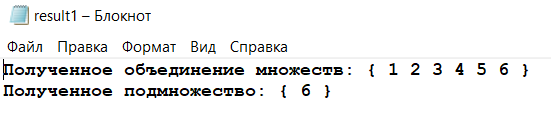 result1 – Блокнот
Файл Правка Формат Вид Справка
Полученное объединение множеств: { 1 2 3 4 5 6 }
Полученное подмножество: { 6 }